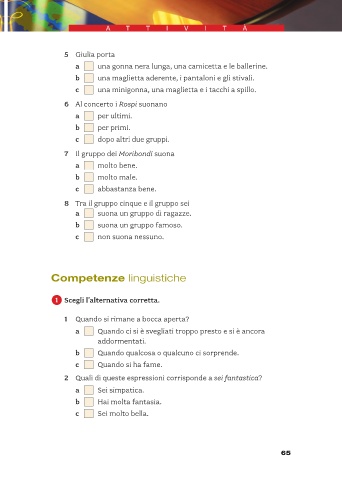 ATTIVITÀ
5 Giulia porta
a una gonna nera lunga, una camicetta e le ballerine.
b una maglietta aderente, i pantaloni e gli stivali.
c una minigonna, una maglietta e i tacchi a spillo.
6 Al concerto i Rospi suonano
a per ultimi.
b per primi.
c dopo altri due gruppi.
7 Il gruppo dei Moribondi suona
a molto bene.
b molto male.
c abbastanza bene.
8 Tra il gruppo cinque e il gruppo sei
a suona un gruppo di ragazze.
b suona un gruppo famoso.
c non suona nessuno.
Competenze linguistiche
1 Scegli l'alternativa corretta.
1 Quando si rimane a bocca aperta?
a Quando ci si è svegliati troppo presto e si è ancora
addormentati.
b Quando qualcosa o qualcuno ci sorprende.
c Quando si ha fame.
2 Quali di queste espressioni corrisponde a sei fantastica?
a Sei simpatica.
b Hai molta fantasia.
c Sei molto bella.
65